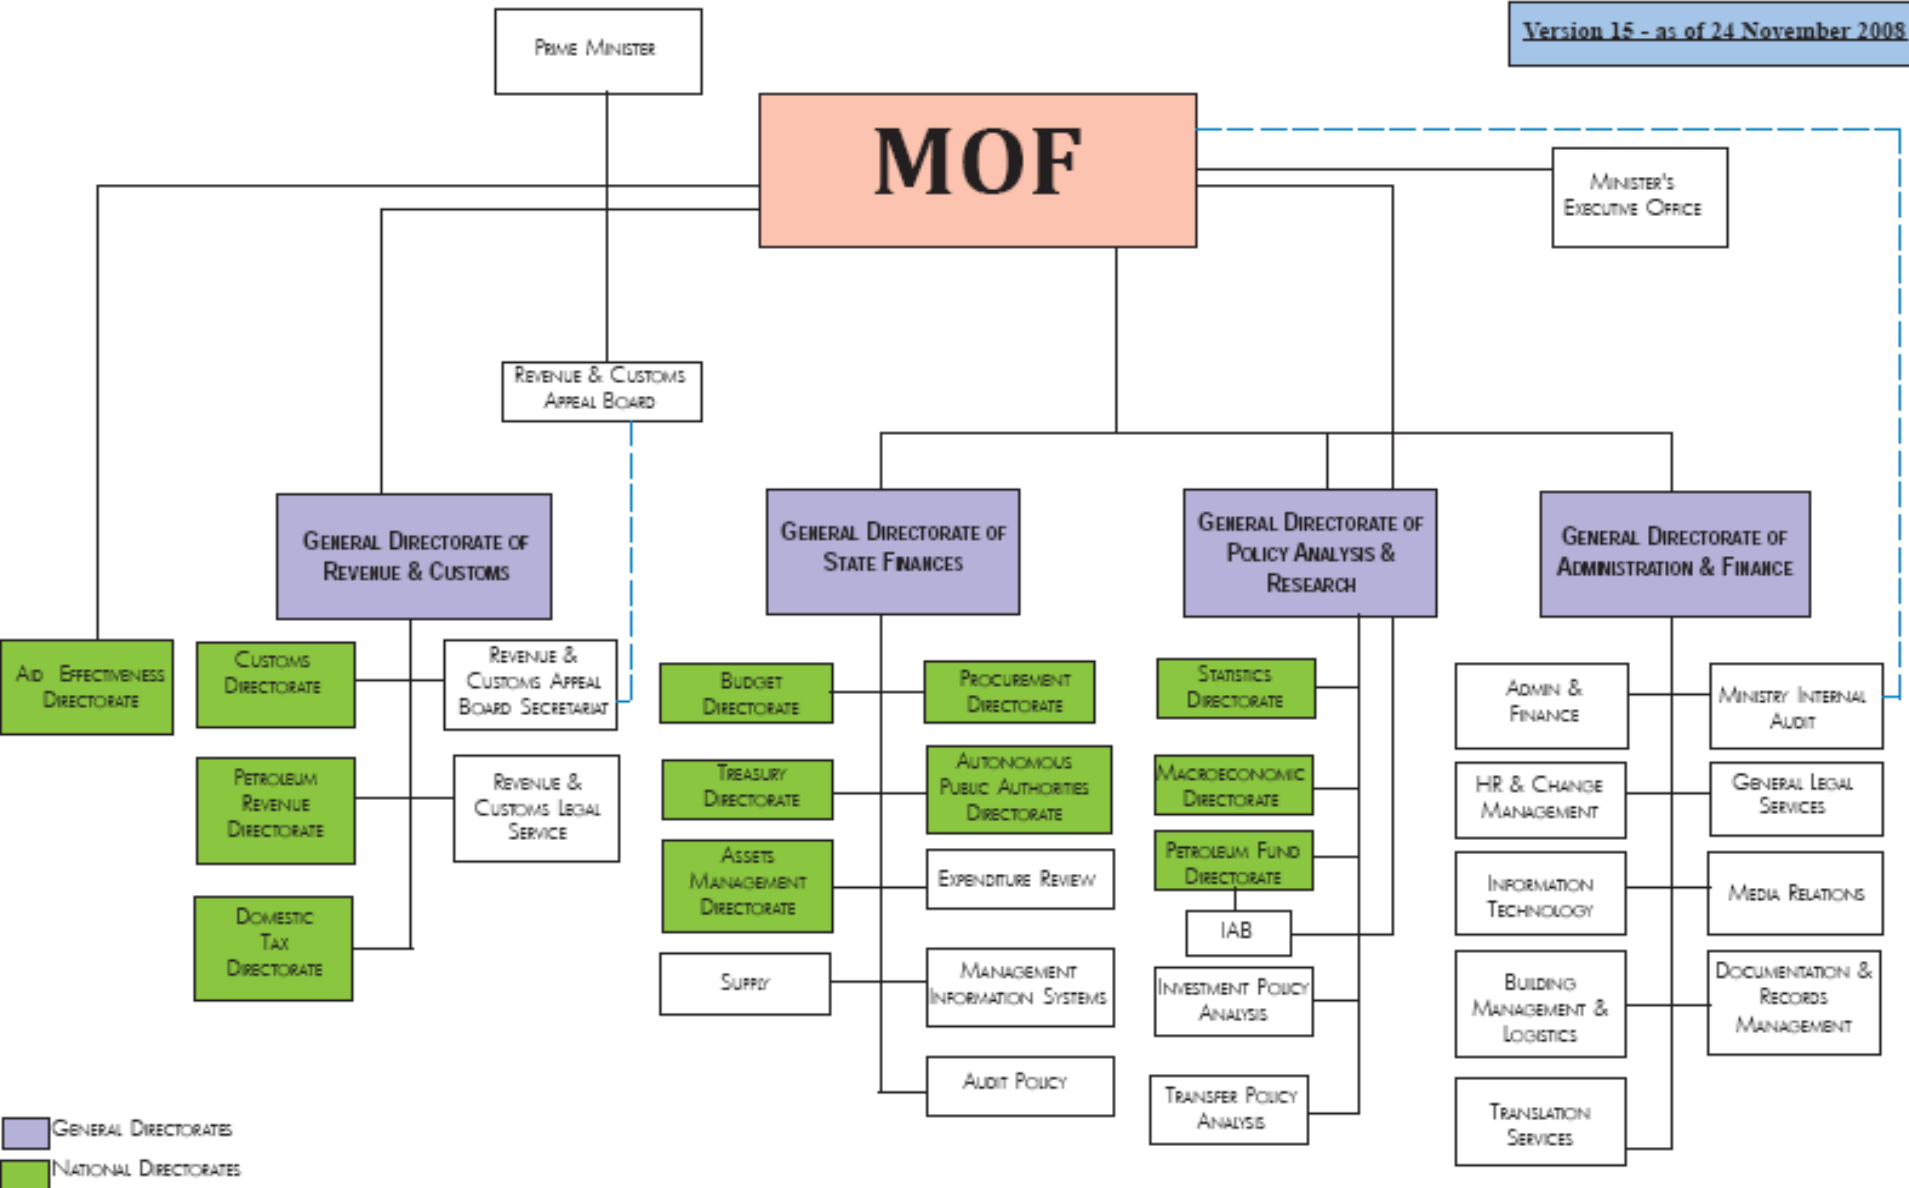 PRIME MINISTER
Version 15 - as of 24 November 2008
MOF
MINISTER'S
EXECUTIVE OFFICE
REVENUE & CUSTOMS
APPEAL BOARD
GENERAL DIRECTORATE OF
REVENUE & CUSTOMS
GENERAL DIRECTORATE OF
STATE FINANCES
GENERAL DIRECTORATE OF
POLICY ANALYSIS &
RESEARCH
GENERAL DIRECTORATE OF
ADMINISTRATION & FINANCE
AID EFFECTIVENESS
DIRECTORATE
CUSTOMS
DIRECTORATE
REVENUE &
CUSTOMS APPEAL
BOARD SECRETARIAT
PETROLEUM
REVENUE
DIRECTORATE
REVENUE &
CUSTOMS LEGAL
SERVICE
DOMESTIC
TAX
DIRECTORATE
BUDGET
DIRECTORATE
PROCUREMENT
DIRECTORATE
TREASURY
DIRECTORATE
AUTONOMOUS
PUBLIC AUTHORITIES
DIRECTORATE
ASSETS
MANAGEMENT
DIRECTORATE
EXPENDITURE REVIEW
SUPPLY
MANAGEMENT
INFORMATION SYSTEMS
AUDIT POLICY
STATISTICS
DIRECTORATE
MACROECONOMIC
DIRECTORATE
PETROLEUM FUND
DIRECTORATE
IAB
INVESTMENT POLICY
ANALYSIS
TRANSFER POLICY
ANALYSIS
ADMIN &
FINANCE
MINISTRY INTERNAL
AUDIT
HR & CHANGE
MANAGEMENT
GENERAL LEGAL
SERVICES
INFORMATION
TECHNOLOGY
MEDIA RELATIONS
BUILDING
MANAGEMENT &
LOGISTICS
DOCUMENTATION &
RECORDS
MANAGEMENT
TRANSLATION
SERVICES
GENERAL DIRECTORATES
NATIONAL DIRECTORATES